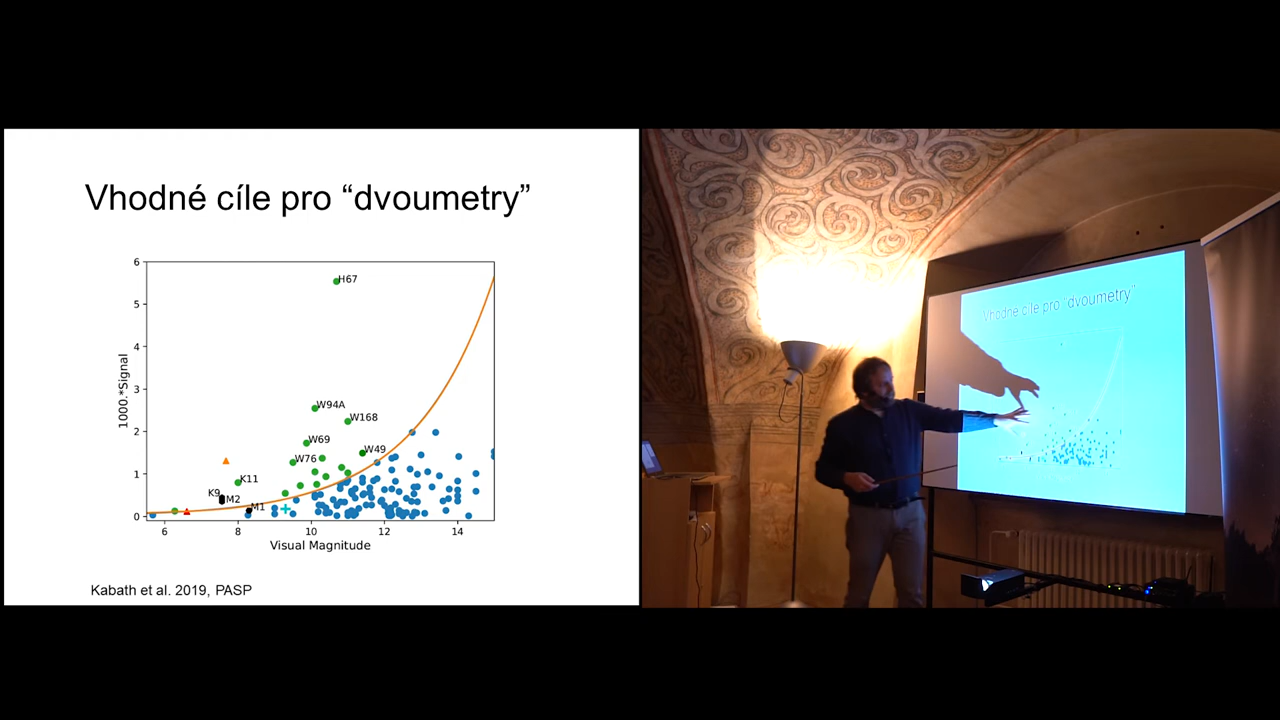 Vhodné cíle pro “dvoumetry”
6
5
4
3
2
1
0
1000.*Signal
H67
W94A
W168
W69
W49
W76
K11
K9
M2
M1
6
8
10
12
14
Visual Magnitude
Kabath et al. 2019, PASP
Vhodne cíle pro “dvoumetry”